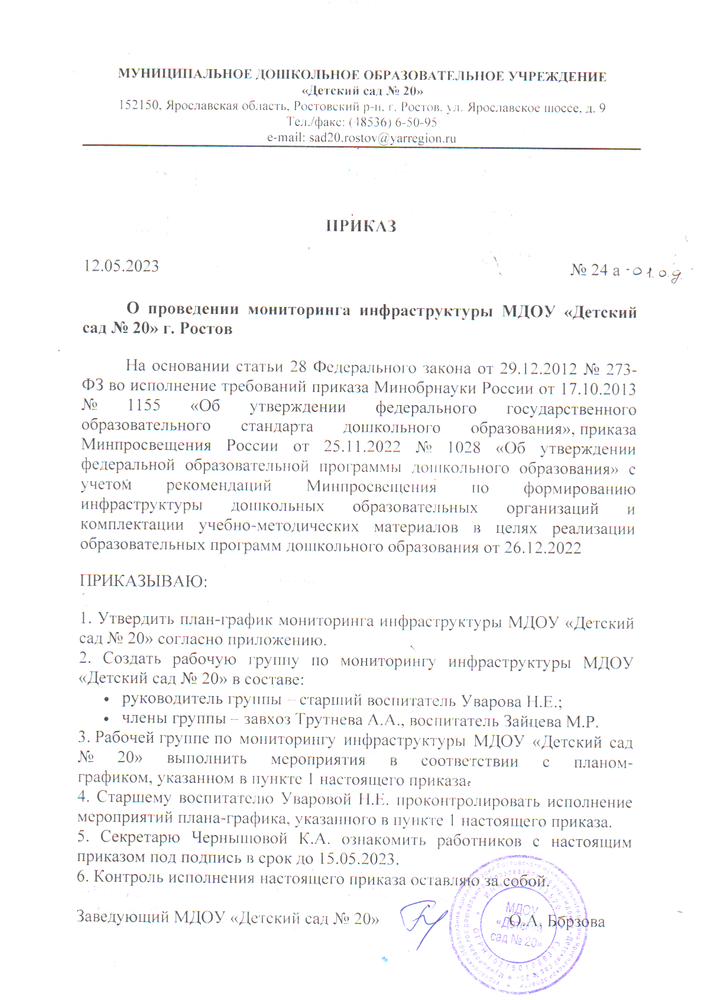 МУНИЦИПАЛЬНОЕ ДОШКОЛЬНОЕ ОБРАЗОВАТЕЛЬНОЕ УЧРЕЖДЕНИЕ
«Детский сад № 20»
152150, Ярославская область, Ростовский р-н, г. Ростов, ул. Ярославское шоссе, д. 9
Тел./факс: (48536) 6-50-95
e-mail: sad20.rostov@yarregion.ru
ПРИКАЗ
12.05.2023
№ 24 а -01.о.д.
О проведении мониторинга инфраструктуры МДОУ «Детский
сад № 20» г. Ростов
На основании статьи 28 Федерального закона от 29.12.2012 № 273-
ФЗ во исполнение требований приказа Минобрнауки России от 17.10.2013
№ 1155 «Об утверждении федерального государственного
образовательного стандарта дошкольного образования», приказа
Минпросвещения России от 25.11.2022 № 1028 «Об утверждении
федеральной образовательной программы дошкольного образования» с
учетом рекомендаций Минпросвещения по формированию
инфраструктуры дошкольных образовательных организаций и
комплектации учебно-методических материалов в целях реализации
образовательных программ дошкольного образования от 26.12.2022
ПРИКАЗЫВАЮ:
1. Утвердить план-график мониторинга инфраструктуры МДОУ «Детский
сад № 20» согласно приложению.
2. Создать рабочую группу по мониторингу инфраструктуры МДОУ
«Детский сад № 20» в составе:
• руководитель группы – старший воспитатель Уварова Н.Е.;
• члены группы – завхоз Трутнева А.А., воспитатель Зайцева М.Р.
3. Рабочей группе по мониторингу инфраструктуры МДОУ «Детский сад
№ 20» выполнить мероприятия в соответствии с планом-
графиком, указанном в пункте 1 настоящего приказа.
4. Старшему воспитателю Уваровой Н.Е. проконтролировать исполнение
мероприятий плана-графика, указанного в пункте 1 настоящего приказа.
5. Секретарю Чернышовой К.А. ознакомить работников с настоящим
приказом под подпись в срок до 15.05.2023.
6. Контроль исполнения настоящего приказа оставляю за собой.
Заведующий МДОУ «Детский сад № 20»
О.А. Борзова
МДОУ
«Детский
сад № 20»